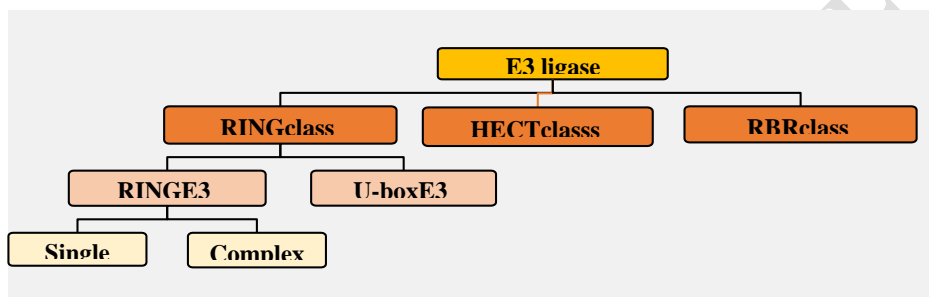 E3 ligase
RINGclass
HECTclasss
RBRclass
RINGE3
U-boxE3
Single
Complex